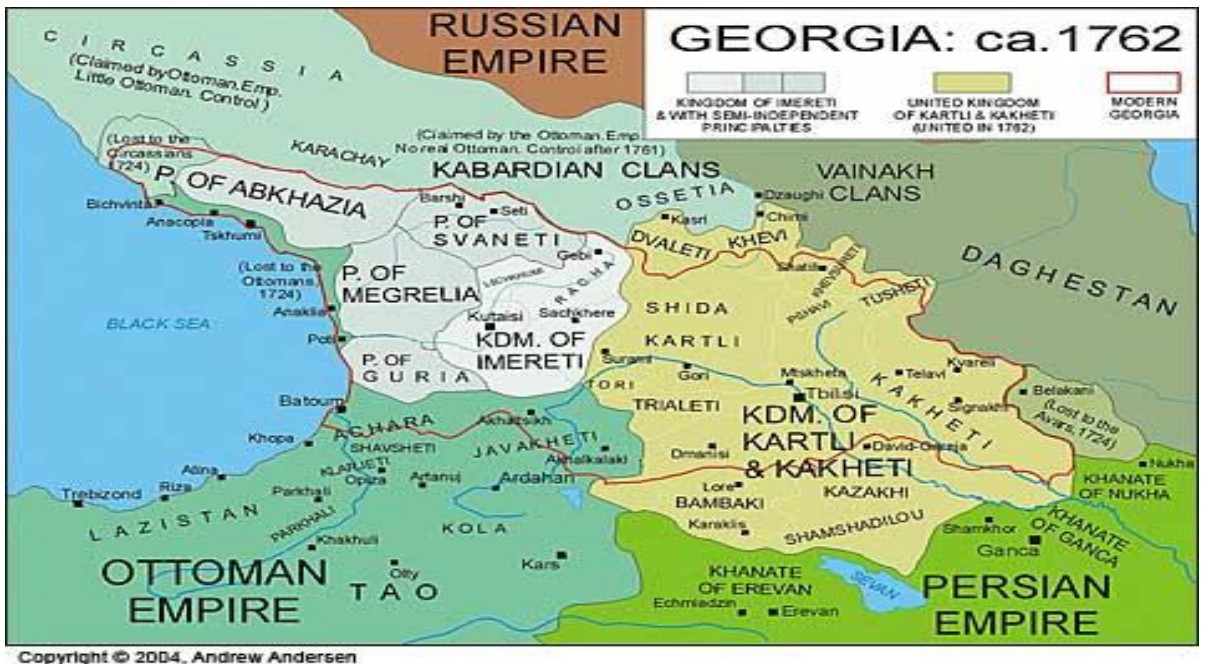 GEORGIA: ca.1762
KINGDOM OF IMERETI
& WITH SEMI-INDEPENDENT
PRINCIPALTIES
UNITED KINGDOM
OF KARTLI & KAKHETI
(UNITED IN 1762)
MODERN
GEORGIA
RUSSIAN
EMPIRE
CIRCASSIA
(Claimed by Ottoman. Emp.
Little Ottoman. Control)
(Lost to the
Circassians
1724)
KARACHAY
(Claimed by the Ottoman. Emp.
No real Ottoman. Control after 1761)
KABARDIAN CLANS
VAINAKH
CLANS
OSSETIA
Dzaughi
Chimi
Kasri
DAGHESTAN
P. OF ABKHAZIA
Bichvinta
Anacopia
Tskhumi
Barshi
Seti
P. OF
SVANETI
Gebi
DVALETI
KHEVI
Shatili
KHEVSURETI
PSHAVI
TUSHETI
(Lost to the
Ottomans,
1724)
P. OF
MEGRELIA
LECHKHUMI
RACHA
Anaklia
Kutaisi
Sachkhere
SHIDA
KARTLI
BLACK SEA
Poti
KDM. OF
IMERETI
P. OF
GURIA
Surami
Gori
Mtskheta
Tbilsi
Telavi
Kvareli
KAKHETI
Signakhi
Belakani
(Lost to the
Avars, 1724)
TORI
TRIALETI
KDM. OF
KARTLI
& KAKHETI
David-Gareja
Dmanisi
Batoum
ACHARA
Akhaltsikh
Khopa
SHAVSHETI
JAVAKHETI
Akhalkalaki
KLARJETI
Opiza
Artanuj
Ardahan
Atina
Riza
Trebizond
Parkhali
PARKHALI
LAZISTAN
KOLA
Khakhuli
Olty
Kars
TAO
OTTOMAN
EMPIRE
Lore
BAMBAKI
Karaklis
KAZAKHI
SHAMSHADILOU
Nukha
KHANATE
OF NUKHA
Shamkhor
Ganca
KHANATE
OF GANCA
KHANATE
OF EREVAN
SEVAN
Echmiadzin
Erevan
PERSIAN
EMPIRE
Copyright © 2004, Andrew Andersen